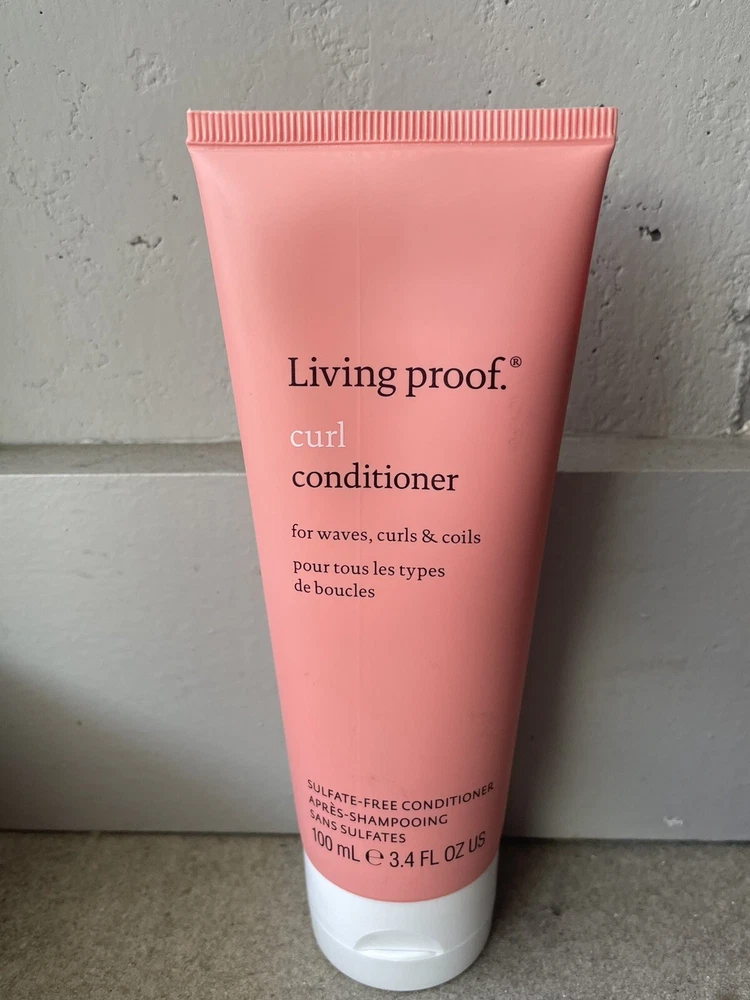 Living proof.®
curl
conditioner
for waves, curls & coils
pour tous les types
de boucles
SULFATE-FREE CONDITIONER
APRÈS-SHAMPOOING
SANS SULFATES
100 mL ℮ 3.4 FL OZ US